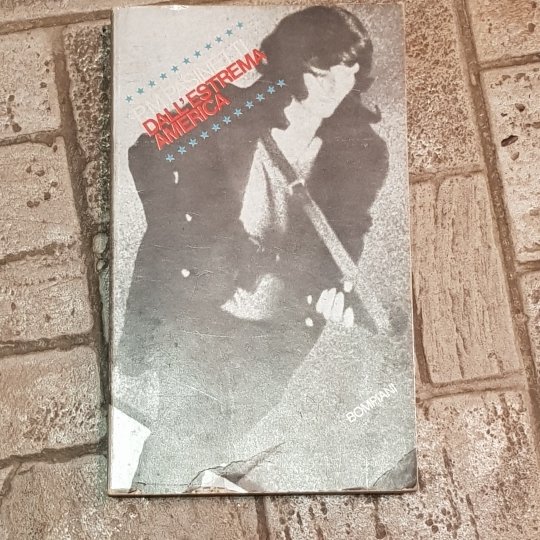 P.M. PASINETTI
DALL'ESTREMA
AMERICA
BOMPIANI